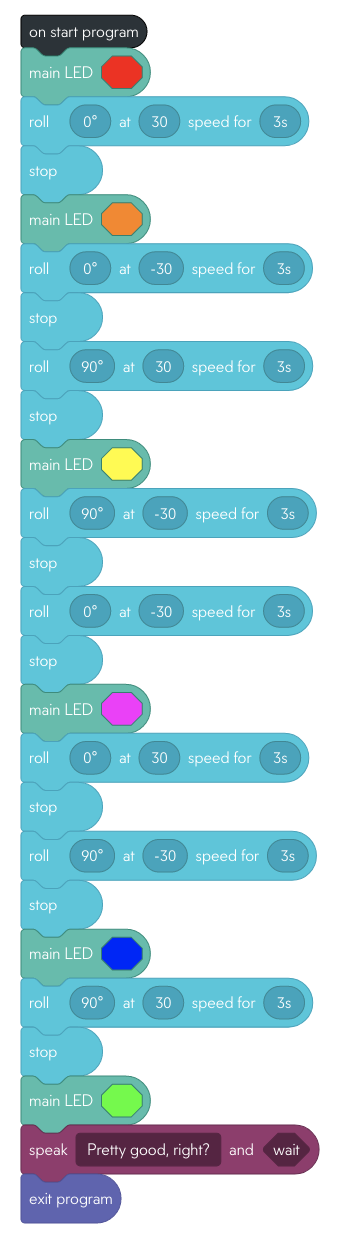 on start program
main LED
roll 0° at 30 speed for 3s
stop
main LED
roll 0° at -30 speed for 3s
stop
roll 90° at 30 speed for 3s
stop
main LED
roll 90° at -30 speed for 3s
stop
roll 0° at -30 speed for 3s
stop
main LED
roll 0° at 30 speed for 3s
stop
roll 90° at -30 speed for 3s
stop
main LED
roll 90° at 30 speed for 3s
stop
main LED
speak Pretty good, right? and wait
exit program